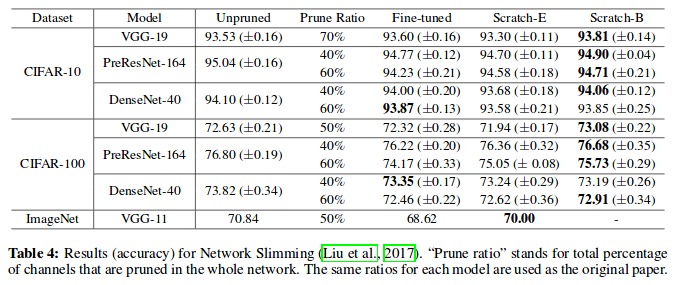 Dataset Model Unpruned Prune Ratio Fine-tuned Scratch-E Scratch-B
CIFAR-10 VGG-19 93.53 (±0.16) 70% 93.60 (±0.16) 93.30 (±0.11) 93.81 (±0.14)
PreResNet-164 95.04 (±0.16) 40% 94.77 (±0.12) 94.70 (±0.11) 94.90 (±0.04)
60% 94.23 (±0.21) 94.58 (±0.18) 94.71 (±0.21)
DenseNet-40 94.10 (±0.12) 40% 94.00 (±0.20) 93.68 (±0.18) 94.06 (±0.12)
60% 93.87 (±0.13) 93.58 (±0.21) 93.85 (±0.25)
CIFAR-100 VGG-19 72.63 (±0.21) 50% 72.32 (±0.28) 71.94 (±0.17) 73.08 (±0.22)
PreResNet-164 76.80 (±0.19) 40% 76.22 (±0.20) 76.36 (±0.32) 76.68 (±0.35)
60% 74.17 (±0.33) 75.05 (± 0.08) 75.73 (±0.29)
DenseNet-40 73.82 (±0.34) 40% 73.35 (±0.17) 73.24 (±0.29) 73.19 (±0.26)
60% 72.46 (±0.22) 72.62 (±0.36) 72.91 (±0.34)
ImageNet VGG-11 70.84 50% 68.62 70.00 -
Table 4: Results (accuracy) for Network Slimming (Liu et al., 2017). “Prune ratio” stands for total percentage
of channels that are pruned in the whole network. The same ratios for each model are used as the original paper.